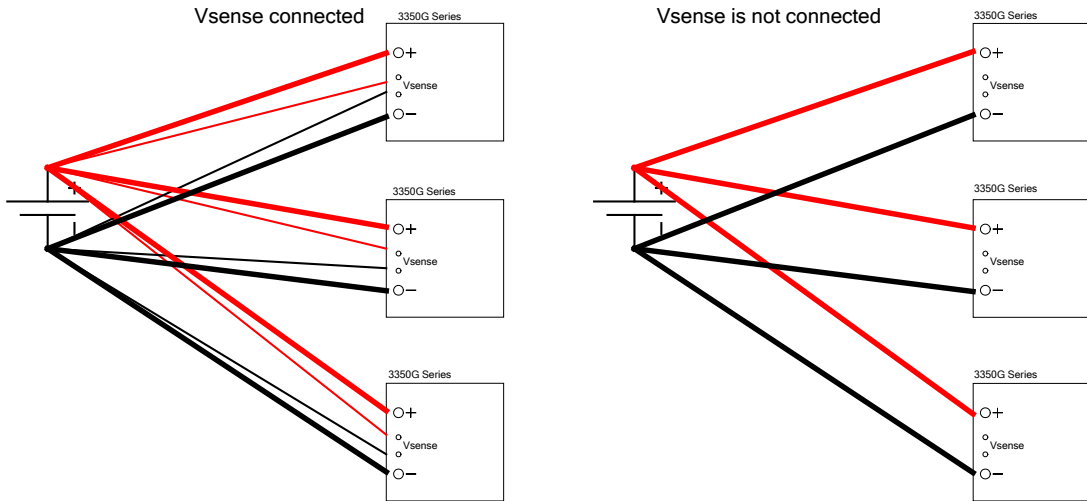 Vsense connected
3350G Series
+
Vsense
−
3350G Series
+
Vsense
−
3350G Series
+
Vsense
−
+
Vsense is not connected
3350G Series
+
Vsense
−
3350G Series
+
Vsense
−
3350G Series
+
Vsense
−
+